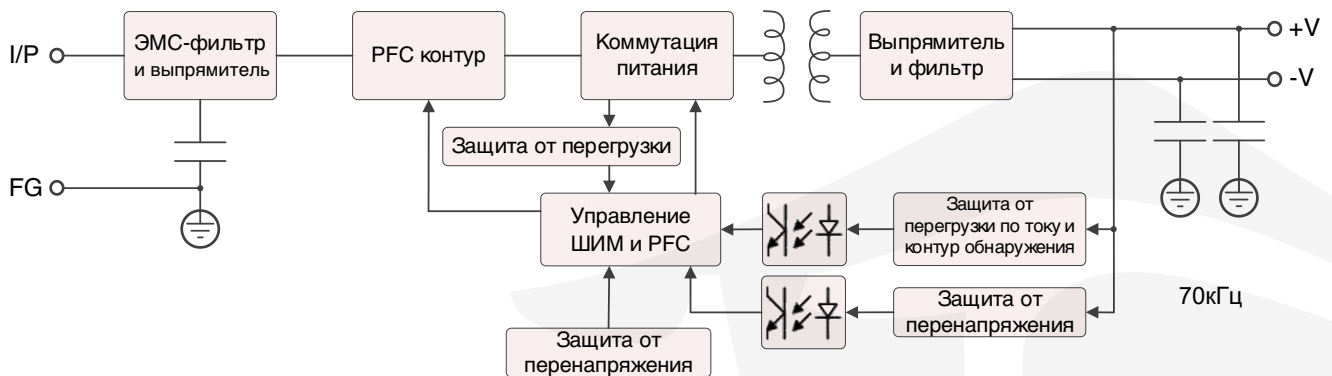 I/P
ЭМС-фильтр
и выпрямитель
PFC контур
Коммутация
питания
Выпрямитель
и фильтр
+V
-V
Защита от перегрузки
FG
Управление
ШИМ и PFC
Защита от
перегрузки по току и
контур обнаружения
Защита от
перенапряжения
70кГц
Защита от
перенапряжения